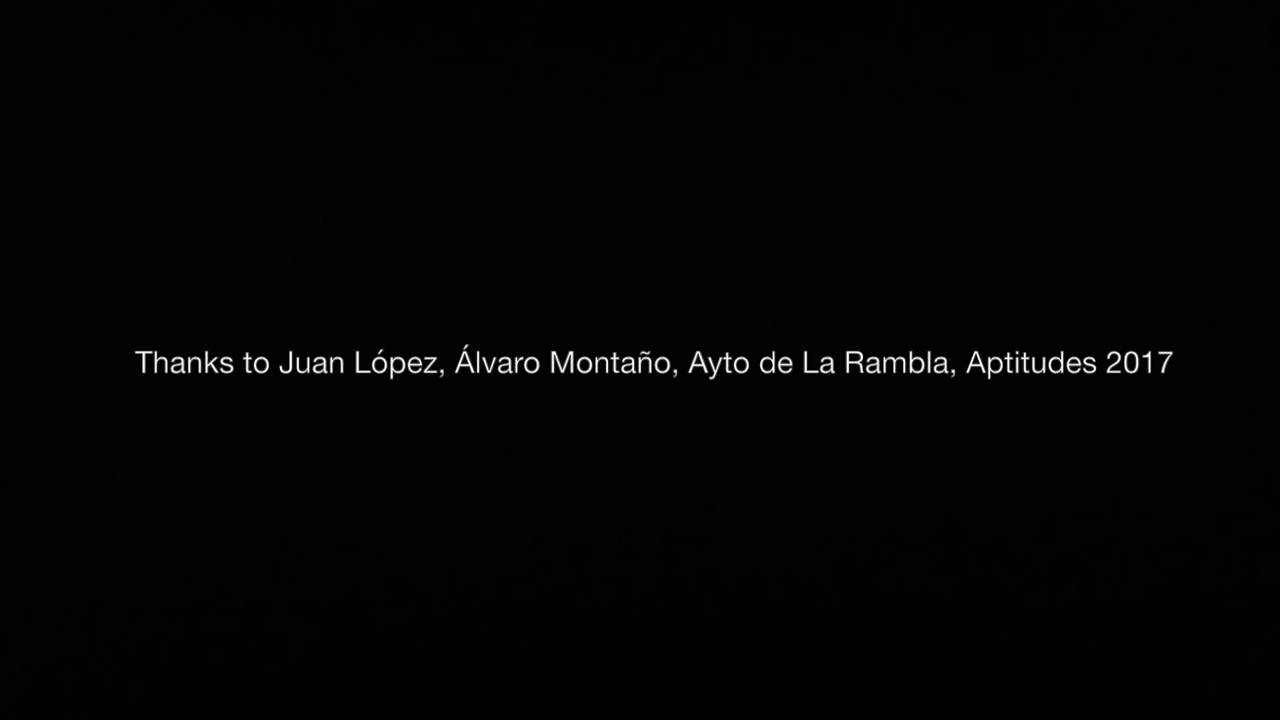 Thanks to Juan López, Álvaro Montaño, Ayto de La Rambla, Aptitudes 2017